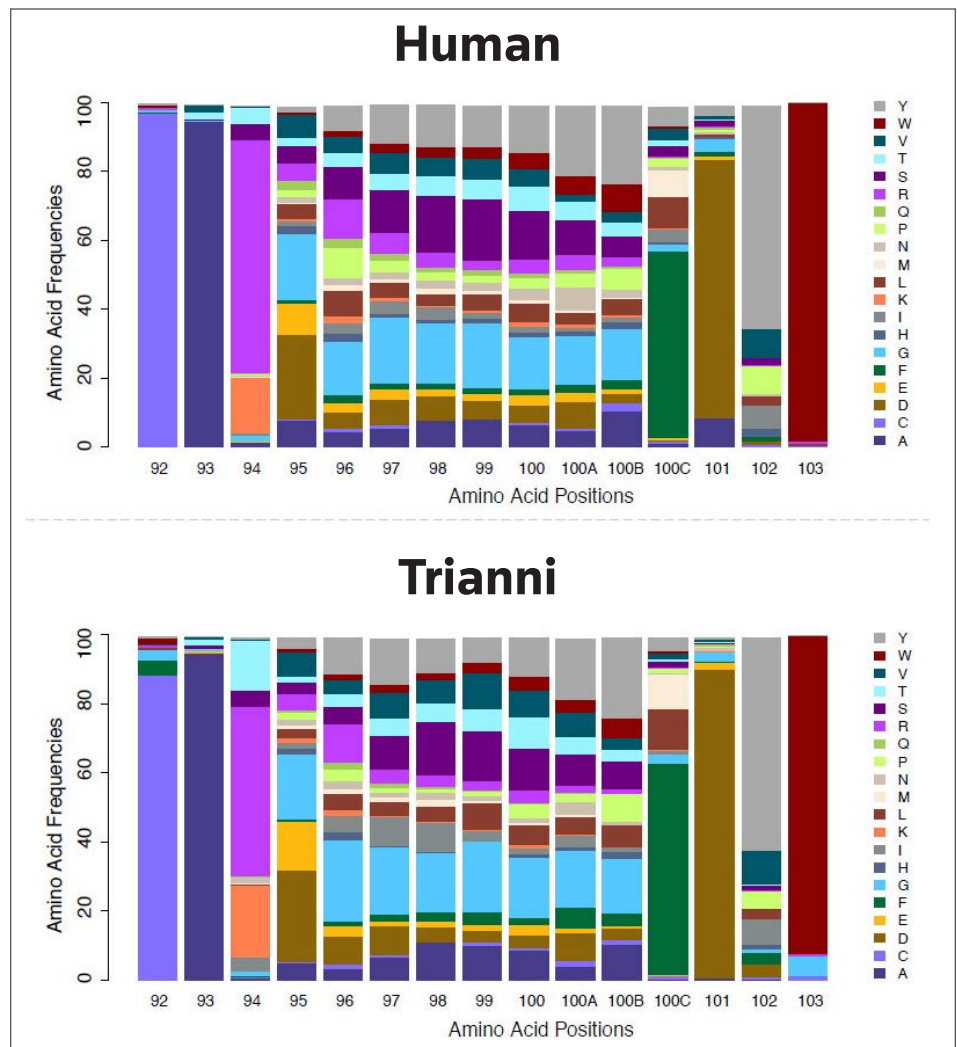 Human
Amino Acid Frequencies
100
80
60
40
20
0
92 93 94 95 96 97 98 99 100 100A 100B 100C 101 102 103
Amino Acid Positions
Y
W
V
T
S
R
Q
P
N
M
L
K
I
H
G
F
E
D
C
A
Trianni
Amino Acid Frequencies
100
80
60
40
20
0
92 93 94 95 96 97 98 99 100 100A 100B 100C 101 102 103
Amino Acid Positions
Y
W
V
T
S
R
Q
P
N
M
L
K
I
H
G
F
E
D
C
A